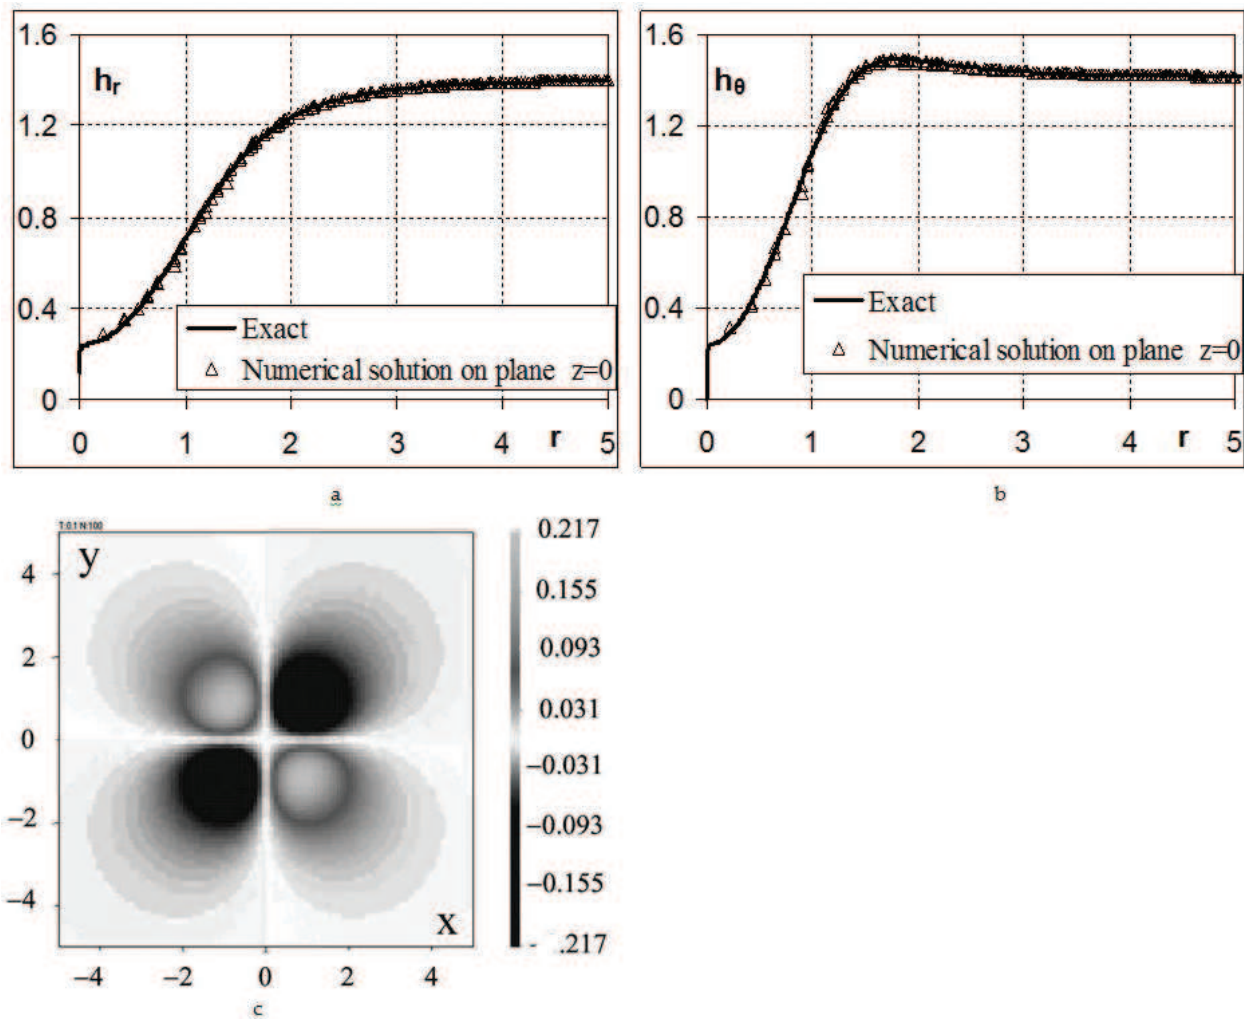 1.6
h_r
1.2
0.8
0.4
0
0 1 2 3 4 r 5
Exact
Numerical solution on plane z=0
a
1.6
h_θ
1.2
0.8
0.4
0
0 1 2 3 4 r 5
Exact
Numerical solution on plane z=0
b
T:0.1 N:100
y
4
2
0
−2
−4
x
−4 −2 0 2 4
0.217
0.155
0.093
0.031
−0.031
−0.093
−0.155
- .217
c